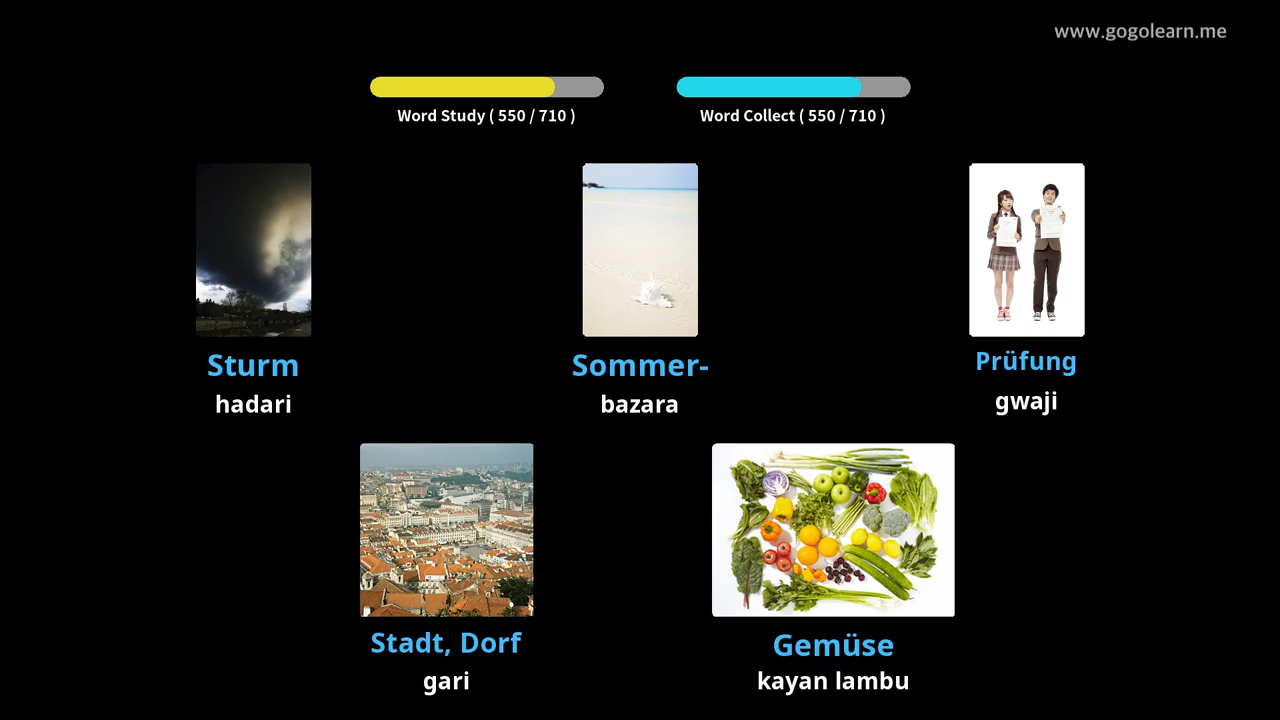 www.gogolearn.me
Word Study ( 550 / 710 )
Word Collect ( 550 / 710 )
Sturm
hadari
Sommer-
bazara
Prüfung
gwaji
Stadt, Dorf
gari
Gemüse
kayan lambu